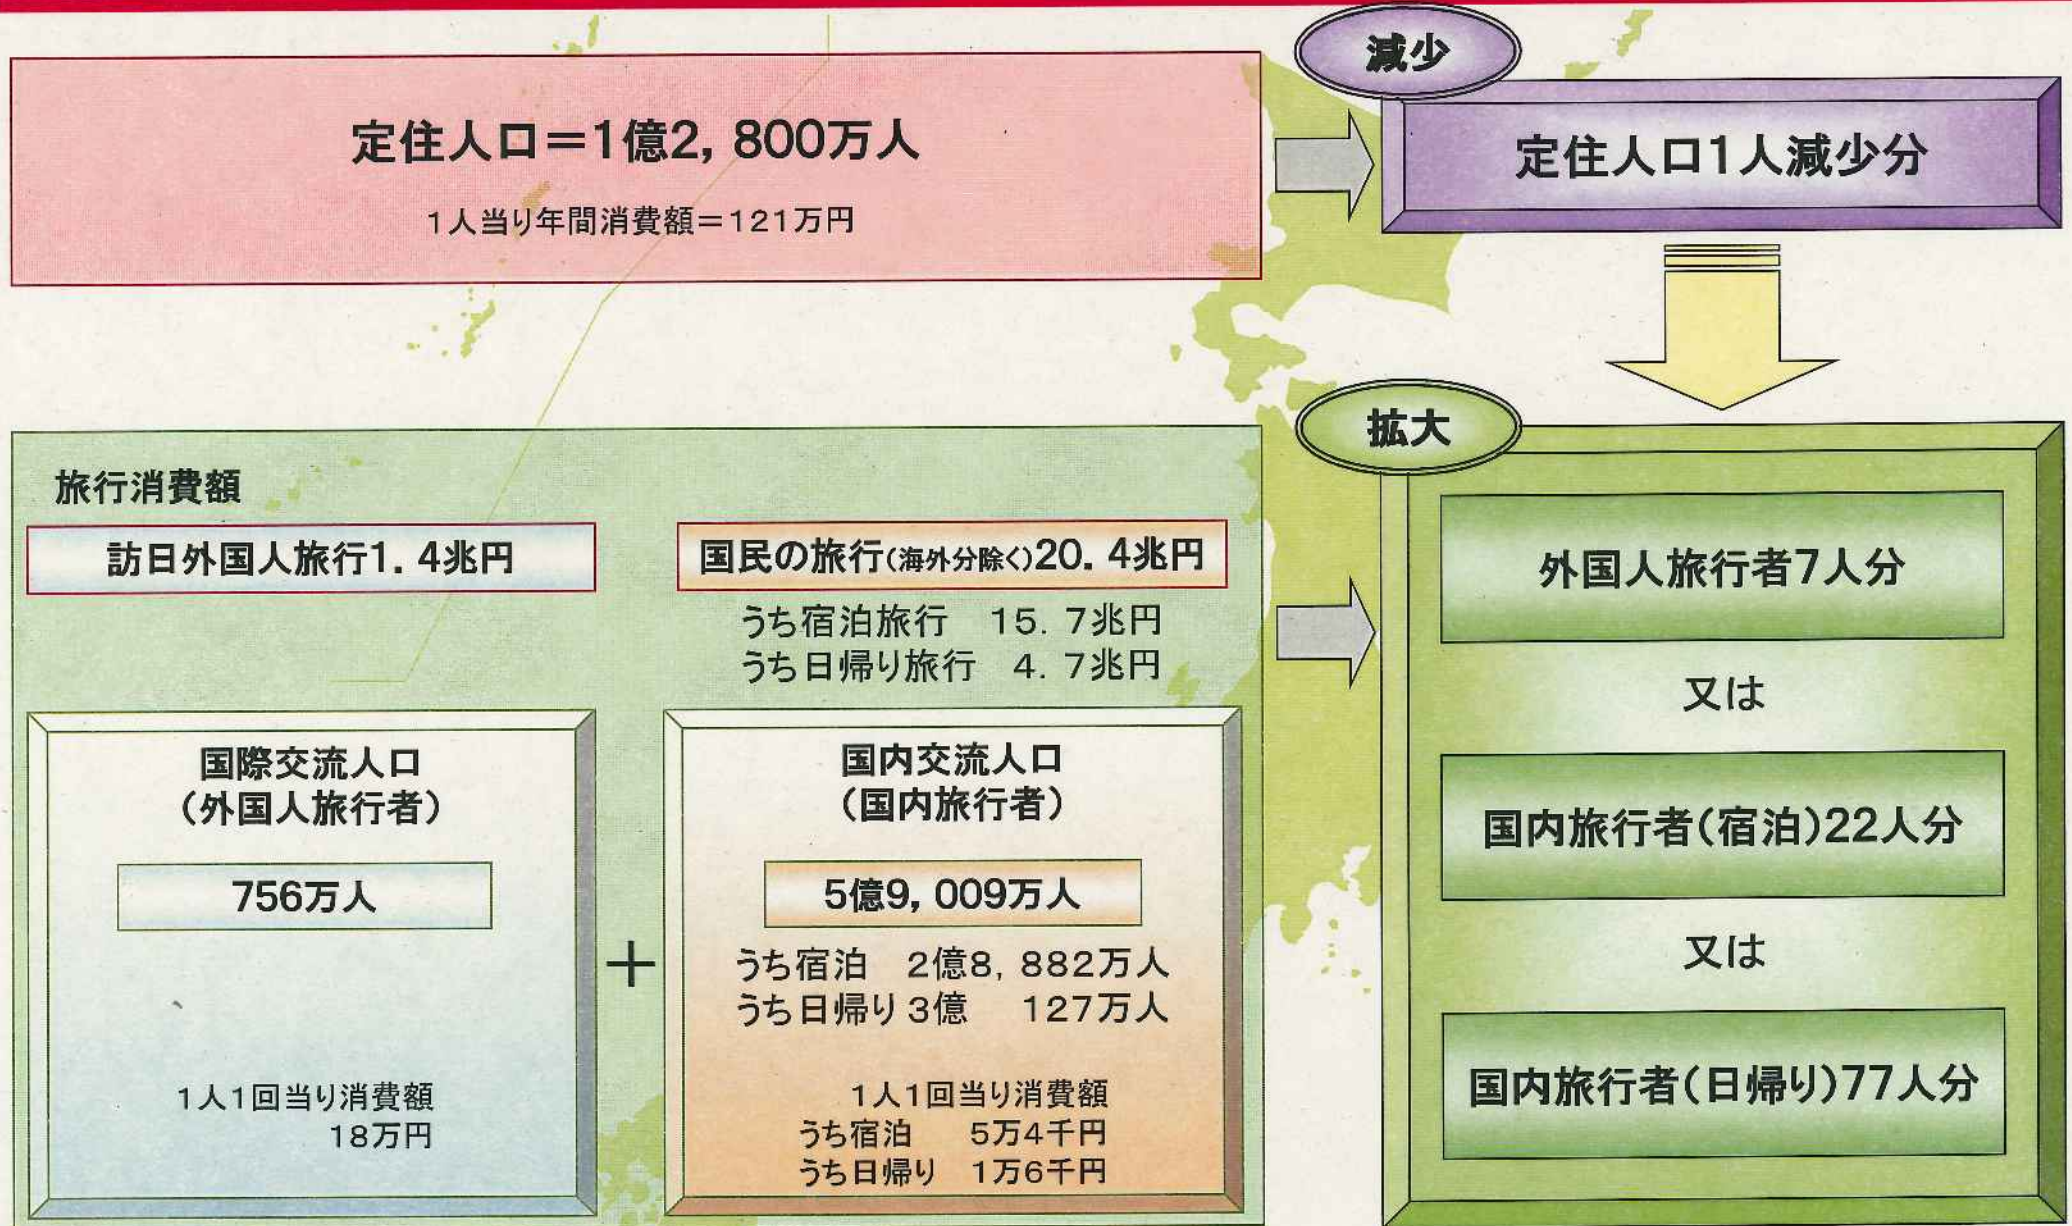 減少
定住人口＝1億2，800万人
1人当り年間消費額＝121万円
定住人口1人減少分
拡大
旅行消費額
訪日外国人旅行1．4兆円
国民の旅行(海外分除く)20．4兆円
うち宿泊旅行　15．7兆円
うち日帰り旅行　4．7兆円
国際交流人口
（外国人旅行者）
756万人
1人1回当り消費額
18万円
＋
国内交流人口
（国内旅行者）
5億9，009万人
うち宿泊　2億8，882万人
うち日帰り 3億　127万人
1人1回当り消費額
うち宿泊　5万4千円
うち日帰り　1万6千円
外国人旅行者7人分
又は
国内旅行者（宿泊）22人分
又は
国内旅行者（日帰り）77人分